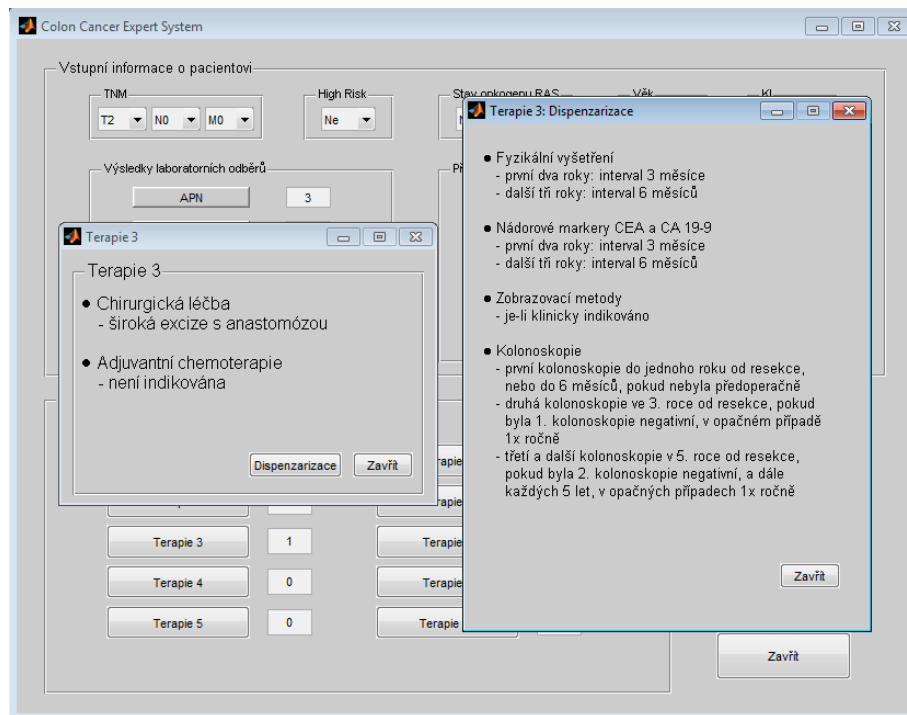 Colon Cancer Expert System
Vstupní informace o pacientovi
TNM
High Risk
Stav onkogenu RAS
Věk
KI
T2
N0
M0
Ne
Výsledky laboratorních odběrů
APN
3
Terapie 3
Terapie 3
● Chirurgická léčba
- široká excize s anastomózou
● Adjuvantní chemoterapie
- není indikována
Dispenzarizace
Zavřít
Terapie 3: Dispenzarizace
● Fyzikální vyšetření
- první dva roky: interval 3 měsíce
- další tři roky: interval 6 měsíců
● Nádorové markery CEA a CA 19-9
- první dva roky: interval 3 měsíce
- další tři roky: interval 6 měsíců
● Zobrazovací metody
- je-li klinicky indikováno
● Kolonoskopie
- první kolonoskopie do jednoho roku od resekce,
nebo do 6 měsíců, pokud nebyla předoperačně
- druhá kolonoskopie ve 3. roce od resekce, pokud
byla 1. kolonoskopie negativní, v opačném případě
1x ročně
- třetí a další kolonoskopie v 5. roce od resekce,
pokud byla 2. kolonoskopie negativní, a dále
každých 5 let, v opačných případech 1x ročně
Zavřít
Terapie 3
1
Terapie
Terapie 4
0
Terapie
Terapie 5
0
Terapie
Zavřít